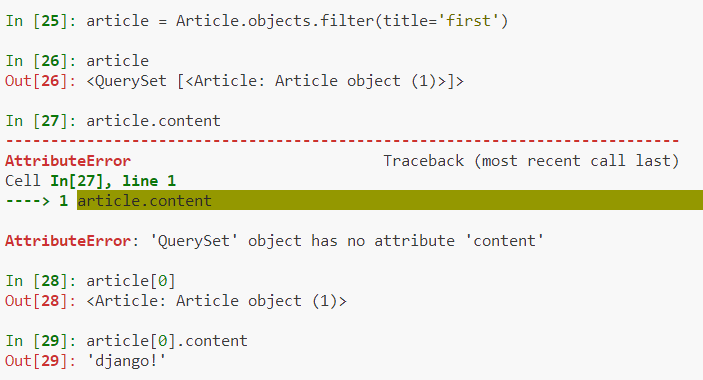 In [25]: article = Article.objects.filter(title='first')
In [26]: article
Out[26]: <QuerySet [<Article: Article object (1)>]>
In [27]: article.content
---------------------------------------------------------------------------
AttributeError                            Traceback (most recent call last)
Cell In[27], line 1
----> 1 article.content
AttributeError: 'QuerySet' object has no attribute 'content'
In [28]: article[0]
Out[28]: <Article: Article object (1)>
In [29]: article[0].content
Out[29]: 'django!'